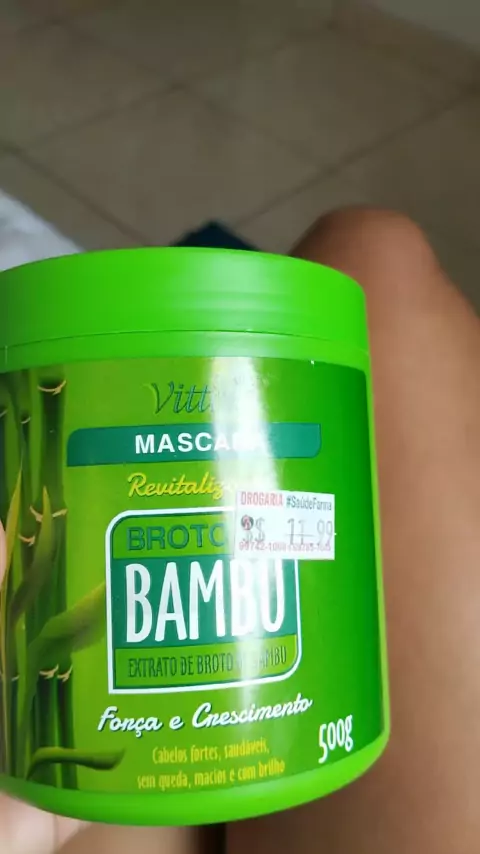 MASCA
Revitaliz
DROGARIA #SaúdeFarma
$$ 11,99
BROTO
BAMBU
EXTRATO DE BROTO BAMBU
Força e Crescimento
500g
Cabelos fortes, saudáveis,
sem queda, macios e com brilho